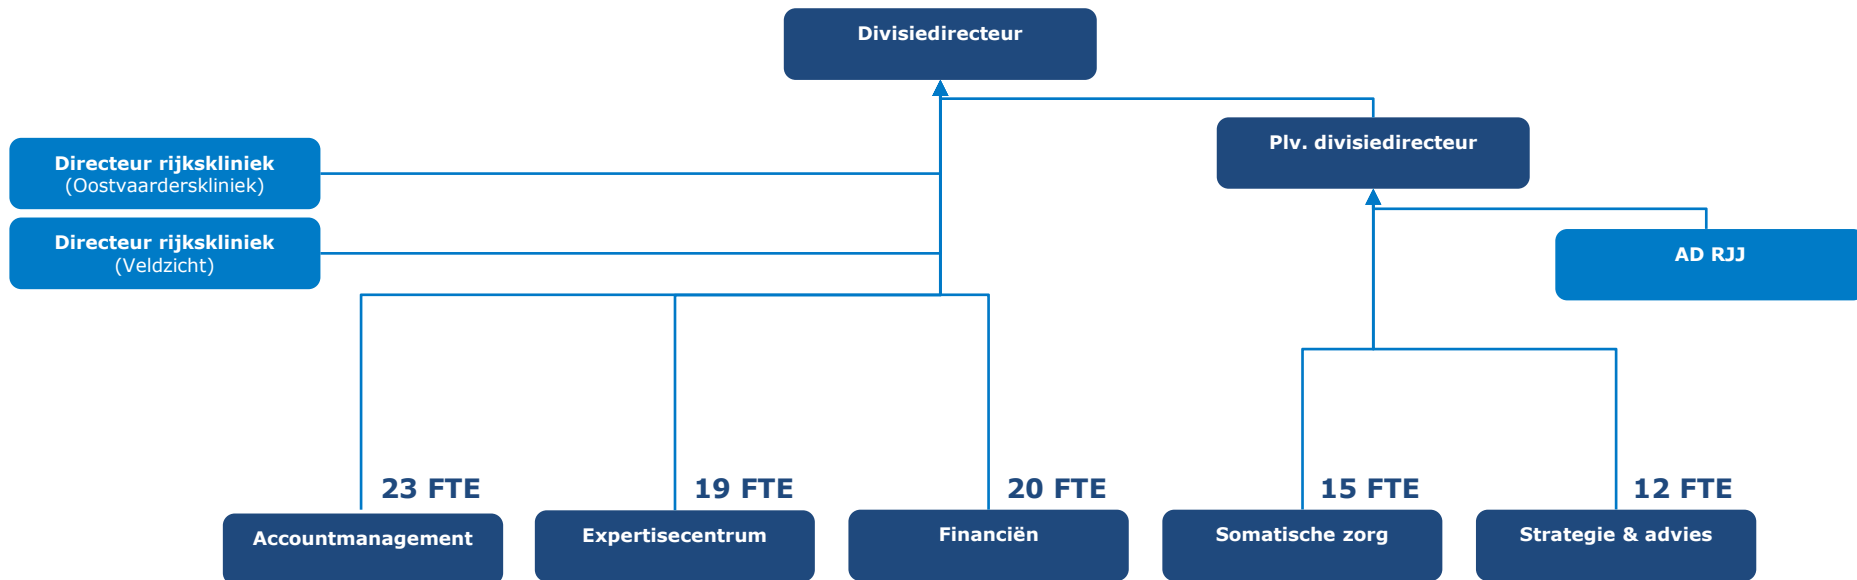 Divisiedirecteur
Plv. divisiedirecteur
Directeur rijkskliniek
(Oostvaarderskliniek)
Directeur rijkskliniek
(Veldzicht)
AD RJJ
23 FTE
19 FTE
20 FTE
15 FTE
12 FTE
Accountmanagement
Expertisecentrum
Financiën
Somatische zorg
Strategie & advies